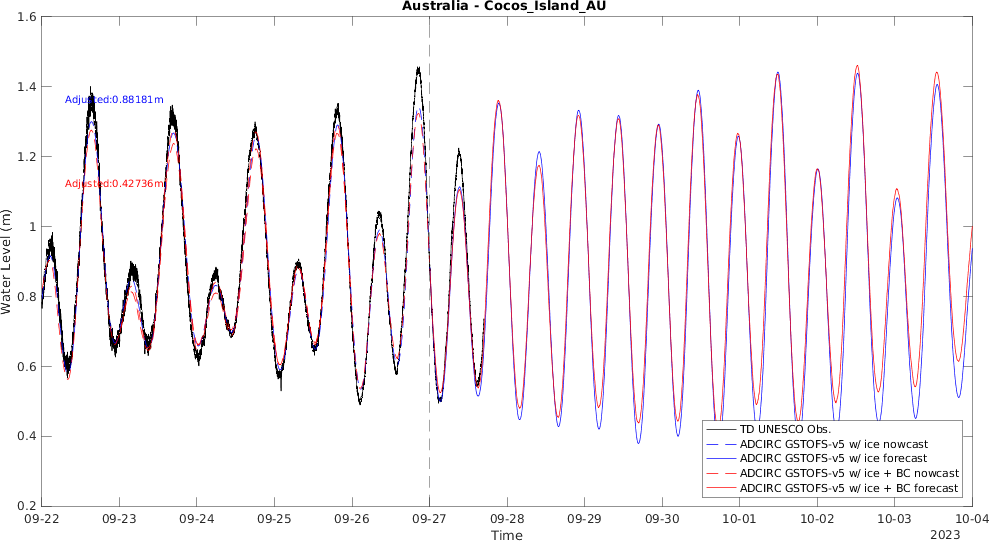 Australia - Cocos_Island_AU
1.6
1.4
1.2
1
0.8
0.6
0.4
0.2
Water Level (m)
Adjusted:0.88181m
Adjusted:0.42736m
TD UNESCO Obs.
ADCIRC GSTOFS-v5 w/ ice nowcast
ADCIRC GSTOFS-v5 w/ ice forecast
ADCIRC GSTOFS-v5 w/ ice + BC nowcast
ADCIRC GSTOFS-v5 w/ ice + BC forecast
09-22 09-23 09-24 09-25 09-26 09-27 09-28 09-29 09-30 10-01 10-02 10-03 10-04
Time
2023